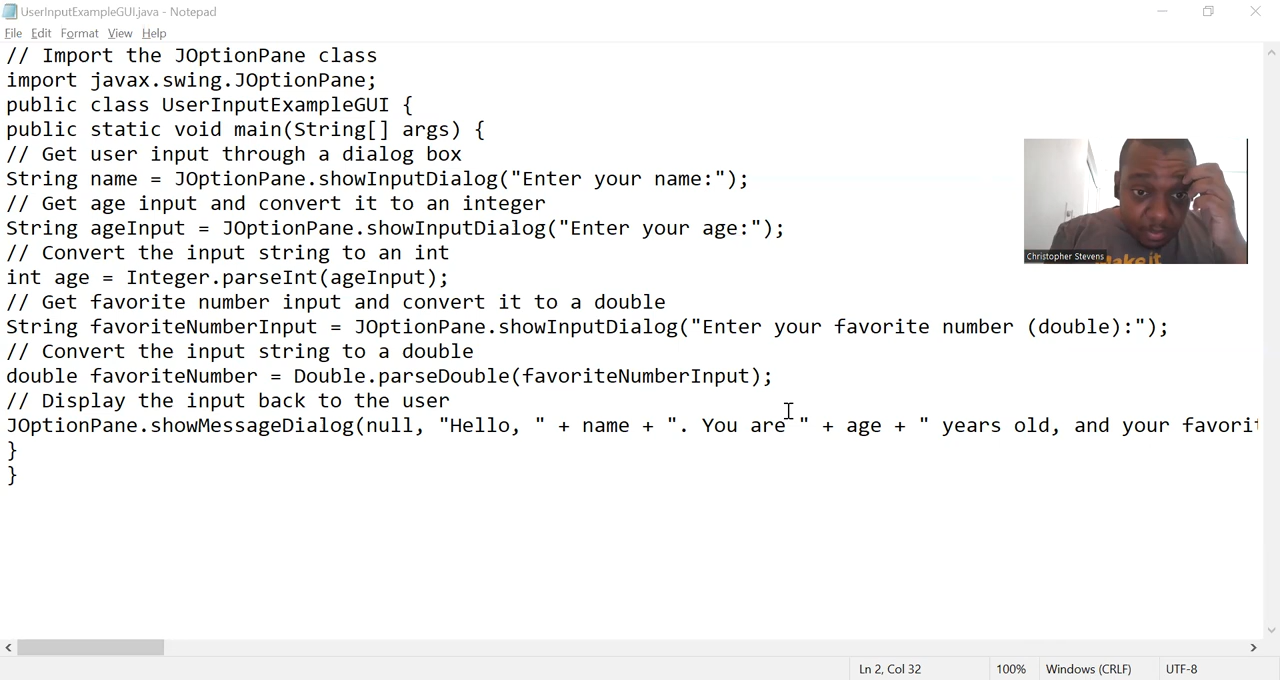 UserInputExampleGUI.java - Notepad
File Edit Format View Help
// Import the JOptionPane class
import javax.swing.JOptionPane;
public class UserInputExampleGUI {
public static void main(String[] args) {
// Get user input through a dialog box
String name = JOptionPane.showInputDialog("Enter your name:");
// Get age input and convert it to an integer
String ageInput = JOptionPane.showInputDialog("Enter your age:");
// Convert the input string to an int
int age = Integer.parseInt(ageInput);
// Get favorite number input and convert it to a double
String favoriteNumberInput = JOptionPane.showInputDialog("Enter your favorite number (double):");
// Convert the input string to a double
double favoriteNumber = Double.parseDouble(favoriteNumberInput);
// Display the input back to the user
JOptionPane.showMessageDialog(null, "Hello, " + name + ". You are " + age + " years old, and your favori
}
}
Christopher Stevens
Make it
Ln 2, Col 32 100% Windows (CRLF) UTF-8